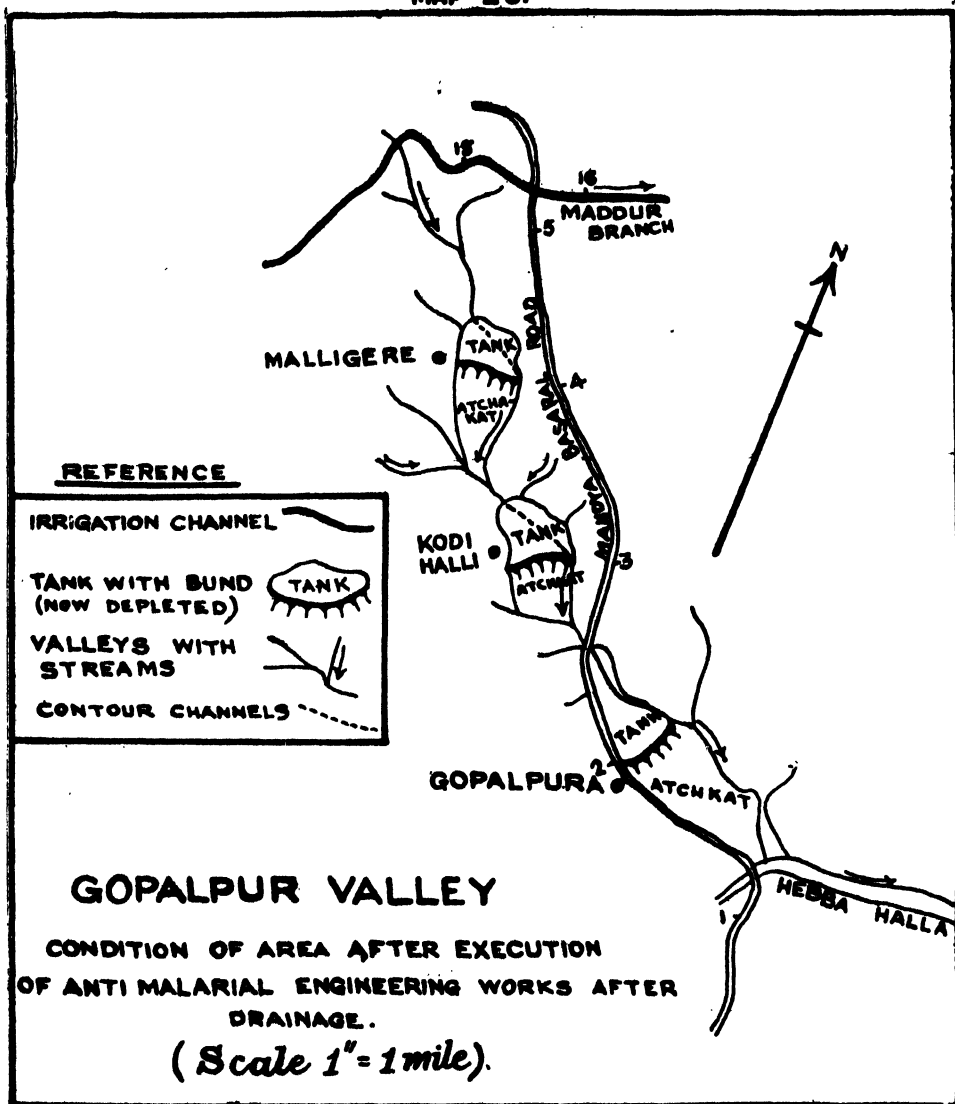 15
16
MADDUR
BRANCH
5
N
ROAD
TANK
MALLIGERE
ATCHA-
KAT
4
BASARAL
REFERENCE
IRRIGATION CHANNEL
TANK WITH BUND
(NOW DEPLETED)
TANK
VALLEYS WITH
STREAMS
CONTOUR CHANNELS
MANDYA
KODI
HALLI
TANK
ATCHKAT
3
TANK
2
GOPALPURA
ATCHKAT
HEBBA HALLA
1
GOPALPUR VALLEY
CONDITION OF AREA AFTER EXECUTION
OF ANTI MALARIAL ENGINEERING WORKS AFTER
DRAINAGE.
(Scale 1"= 1 mile).